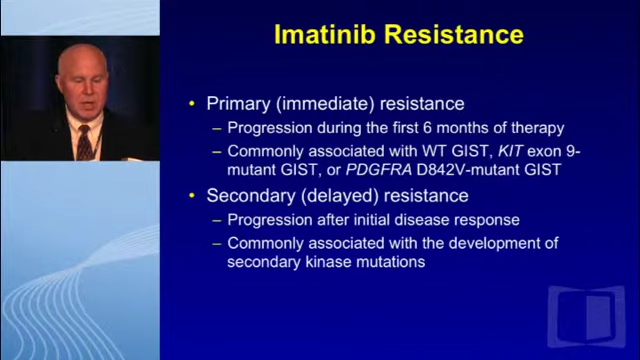 Imatinib Resistance
• Primary (immediate) resistance
– Progression during the first 6 months of therapy
– Commonly associated with WT GIST, KIT exon 9-
mutant GIST, or PDGFRA D842V-mutant GIST
• Secondary (delayed) resistance
– Progression after initial disease response
– Commonly associated with the development of
secondary kinase mutations